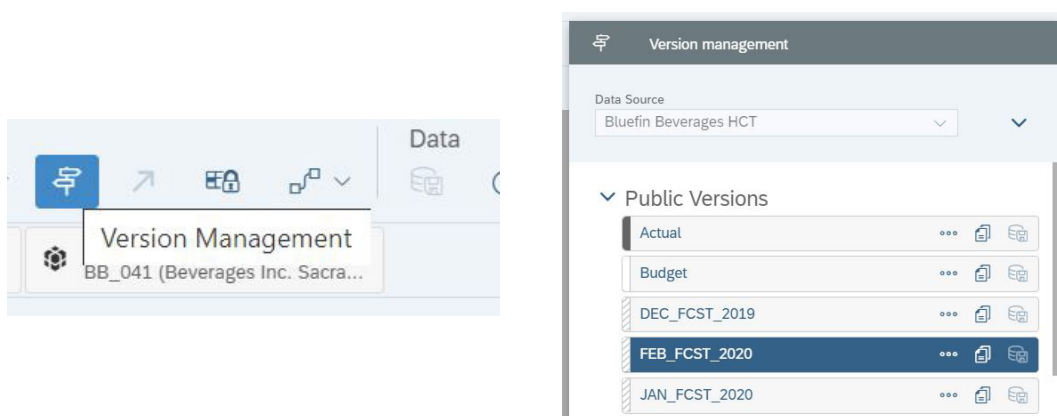 Data
Version Management
BB_041 (Beverages Inc. Sacra...
Version management
Data Source
Bluefin Beverages HCT
Public Versions
Actual
Budget
DEC_FCST_2019
FEB_FCST_2020
JAN_FCST_2020